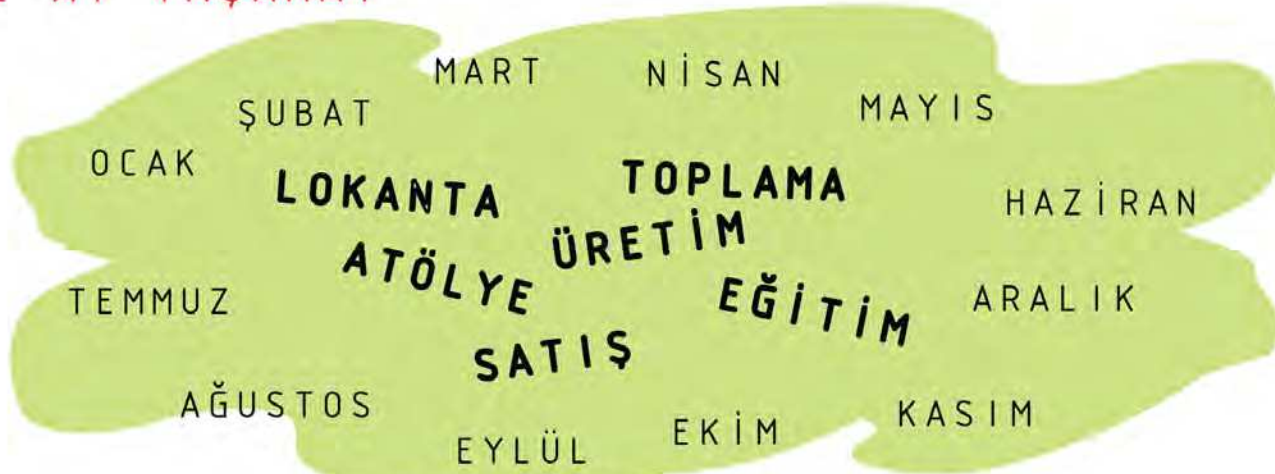 MART
NİSAN
ŞUBAT
MAYIS
OCAK
LOKANTA
TOPLAMA
HAZİRAN
ATÖLYE
ÜRETİM
TEMMUZ
EĞİTİM
ARALIK
SATIŞ
AĞUSTOS
EYLÜL
EKİM
KASIM